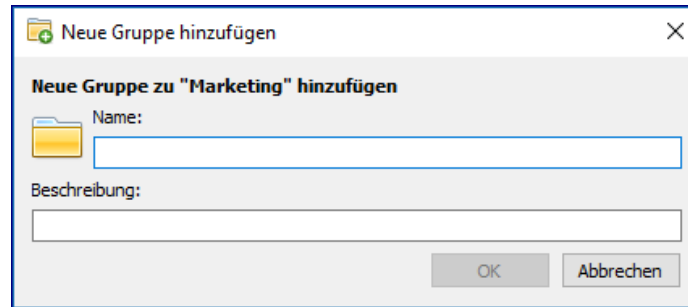 Neue Gruppe hinzufügen
Neue Gruppe zu "Marketing" hinzufügen
Name:
Beschreibung:
OK Abbrechen